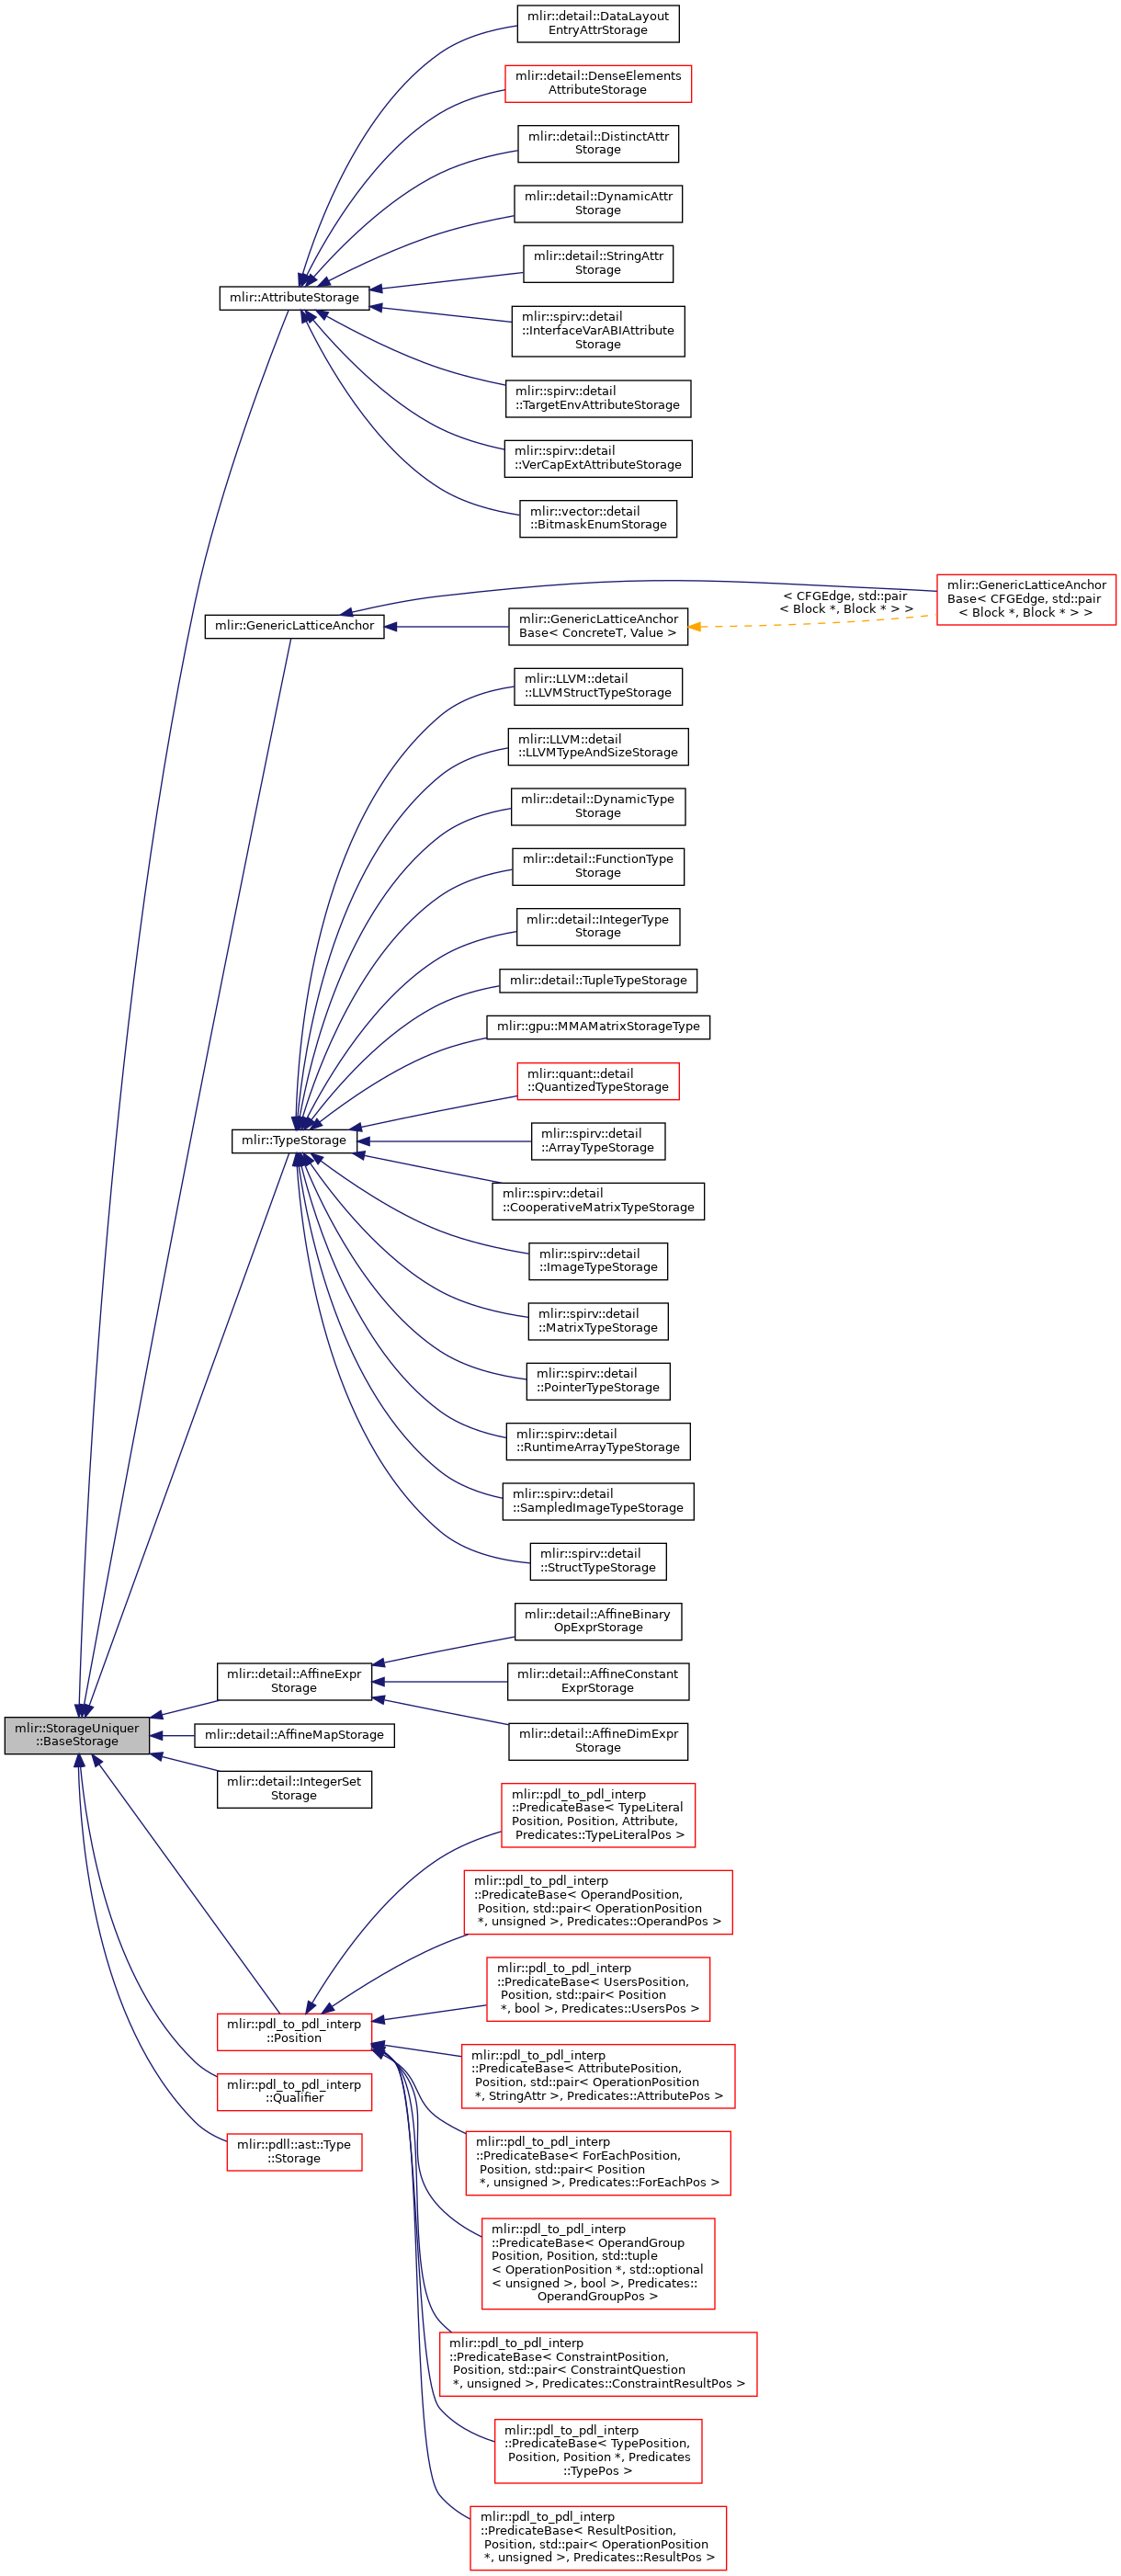 mlir::detail::DataLayout
EntryAttrStorage
mlir::detail::DenseElements
AttributeStorage
mlir::detail::DistinctAttr
Storage
mlir::detail::DynamicAttr
Storage
mlir::detail::StringAttr
Storage
mlir::AttributeStorage
mlir::spirv::detail
::InterfaceVarABIAttribute
Storage
mlir::spirv::detail
::TargetEnvAttributeStorage
mlir::spirv::detail
::VerCapExtAttributeStorage
mlir::vector::detail
::BitmaskEnumStorage
mlir::GenericLatticeAnchor
Base< CFGEdge, std::pair
< Block *, Block * > >
< CFGEdge, std::pair
< Block *, Block * > >
mlir::GenericLatticeAnchor
mlir::GenericLatticeAnchor
Base< ConcreteT, Value >
mlir::LLVM::detail
::LLVMStructTypeStorage
mlir::LLVM::detail
::LLVMTypeAndSizeStorage
mlir::detail::DynamicType
Storage
mlir::detail::FunctionType
Storage
mlir::detail::IntegerType
Storage
mlir::detail::TupleTypeStorage
mlir::gpu::MMAMatrixStorageType
mlir::quant::detail
::QuantizedTypeStorage
mlir::TypeStorage
mlir::spirv::detail
::ArrayTypeStorage
mlir::spirv::detail
::CooperativeMatrixTypeStorage
mlir::spirv::detail
::ImageTypeStorage
mlir::spirv::detail
::MatrixTypeStorage
mlir::spirv::detail
::PointerTypeStorage
mlir::spirv::detail
::RuntimeArrayTypeStorage
mlir::spirv::detail
::SampledImageTypeStorage
mlir::spirv::detail
::StructTypeStorage
mlir::detail::AffineBinary
OpExprStorage
mlir::detail::AffineExpr
Storage
mlir::detail::AffineConstant
ExprStorage
mlir::StorageUniquer
::BaseStorage
mlir::detail::AffineMapStorage
mlir::detail::AffineDimExpr
Storage
mlir::detail::IntegerSet
Storage
mlir::pdl_to_pdl_interp
::PredicateBase< TypeLiteral
Position, Position, Attribute,
Predicates::TypeLiteralPos >
mlir::pdl_to_pdl_interp
::PredicateBase< OperandPosition,
Position, std::pair< OperationPosition
*, unsigned >, Predicates::OperandPos >
mlir::pdl_to_pdl_interp
::PredicateBase< UsersPosition,
Position, std::pair< Position
*, bool >, Predicates::UsersPos >
mlir::pdl_to_pdl_interp
::Position
mlir::pdl_to_pdl_interp
::PredicateBase< AttributePosition,
Position, std::pair< OperationPosition
*, StringAttr >, Predicates::AttributePos >
mlir::pdl_to_pdl_interp
::Qualifier
mlir::pdll::ast::Type
::Storage
mlir::pdl_to_pdl_interp
::PredicateBase< ForEachPosition,
Position, std::pair< Position
*, unsigned >, Predicates::ForEachPos >
mlir::pdl_to_pdl_interp
::PredicateBase< OperandGroup
Position, Position, std::tuple
< OperationPosition *, std::optional
< unsigned >, bool >, Predicates::
OperandGroupPos >
mlir::pdl_to_pdl_interp
::PredicateBase< ConstraintPosition,
Position, std::pair< ConstraintQuestion
*, unsigned >, Predicates::ConstraintResultPos >
mlir::pdl_to_pdl_interp
::PredicateBase< TypePosition,
Position, Position *, Predicates
::TypePos >
mlir::pdl_to_pdl_interp
::PredicateBase< ResultPosition,
Position, std::pair< OperationPosition
*, unsigned >, Predicates::ResultPos >